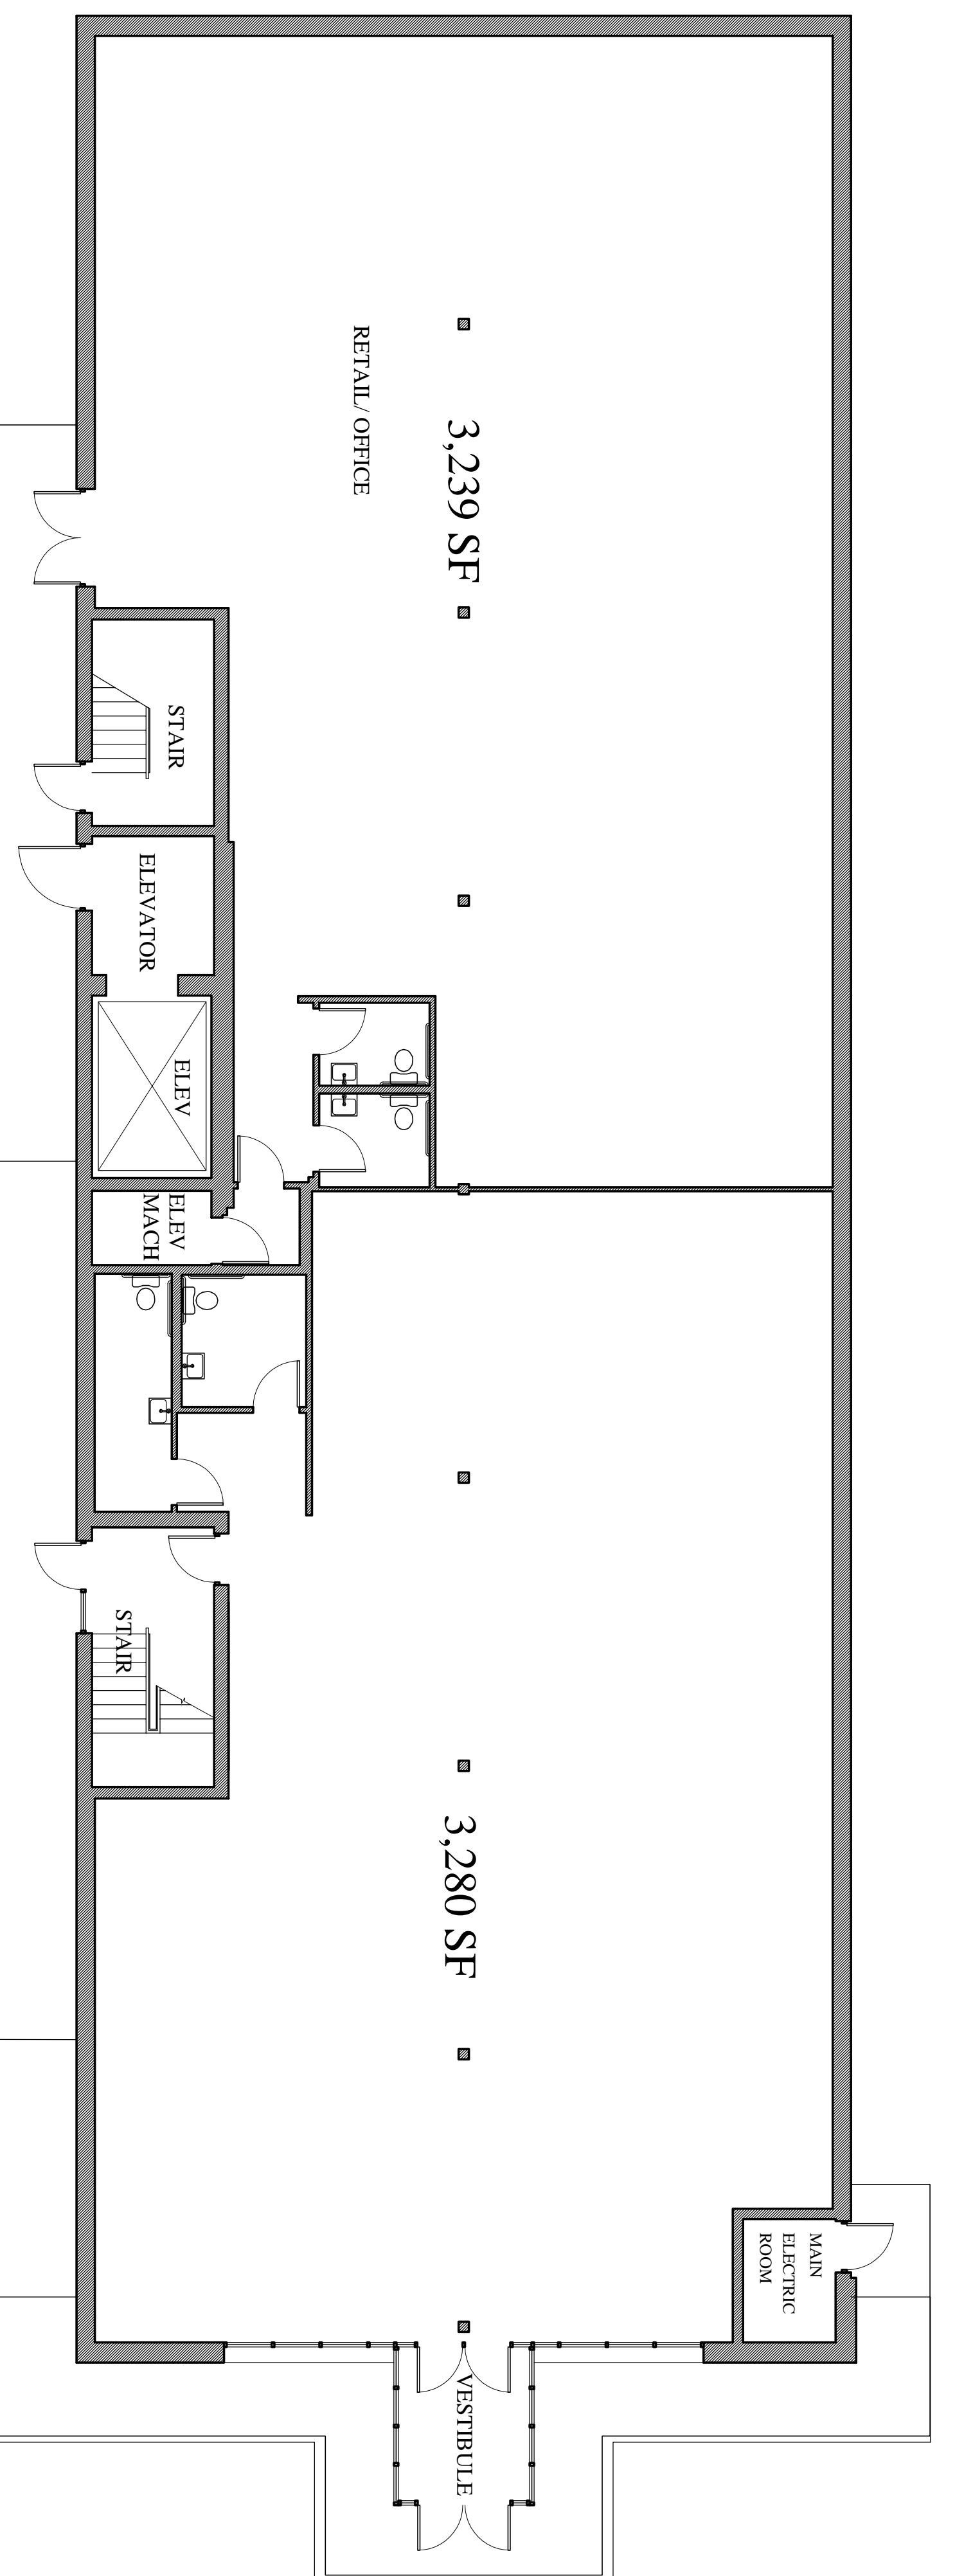 3,239 SF
RETAIL/ OFFICE
STAIR
ELEVATOR
ELEV
ELEV
MACH
STAIR
3,280 SF
MAIN
ELECTRIC
ROOM
VESTIBULE